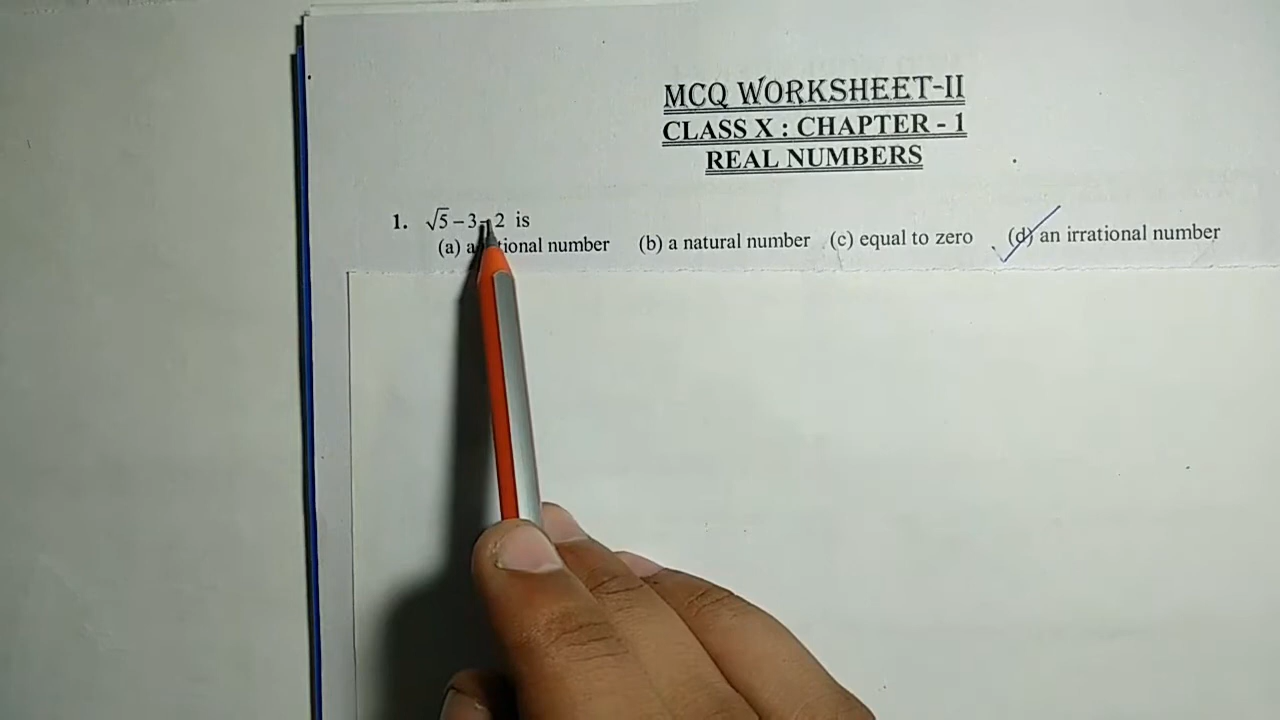 MCQ WORKSHEET-II
CLASS X : CHAPTER - 1
REAL NUMBERS
1. √5 – 3 – 2 is
(a) a number (b) a natural number (c) equal to zero (d) an irrational number